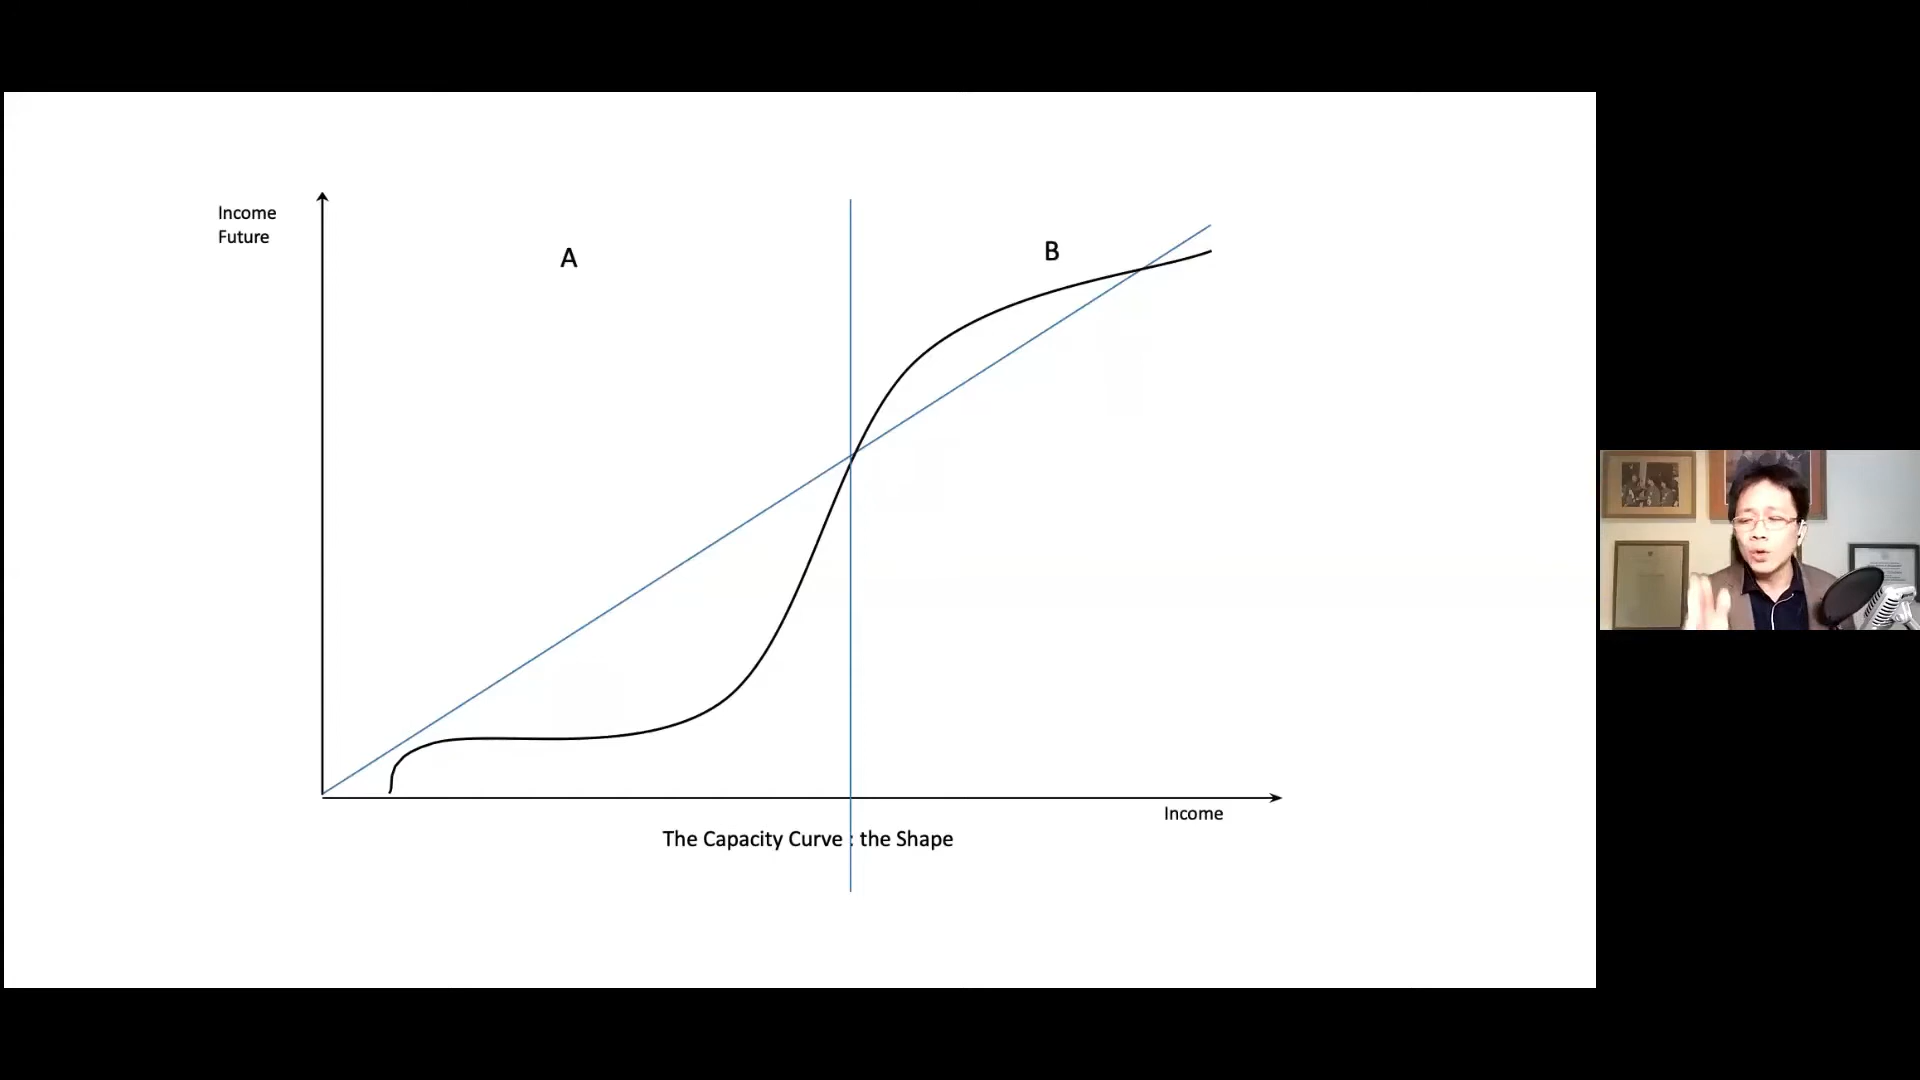 Income
Future
A
B
Income
The Capacity Curve : the Shape